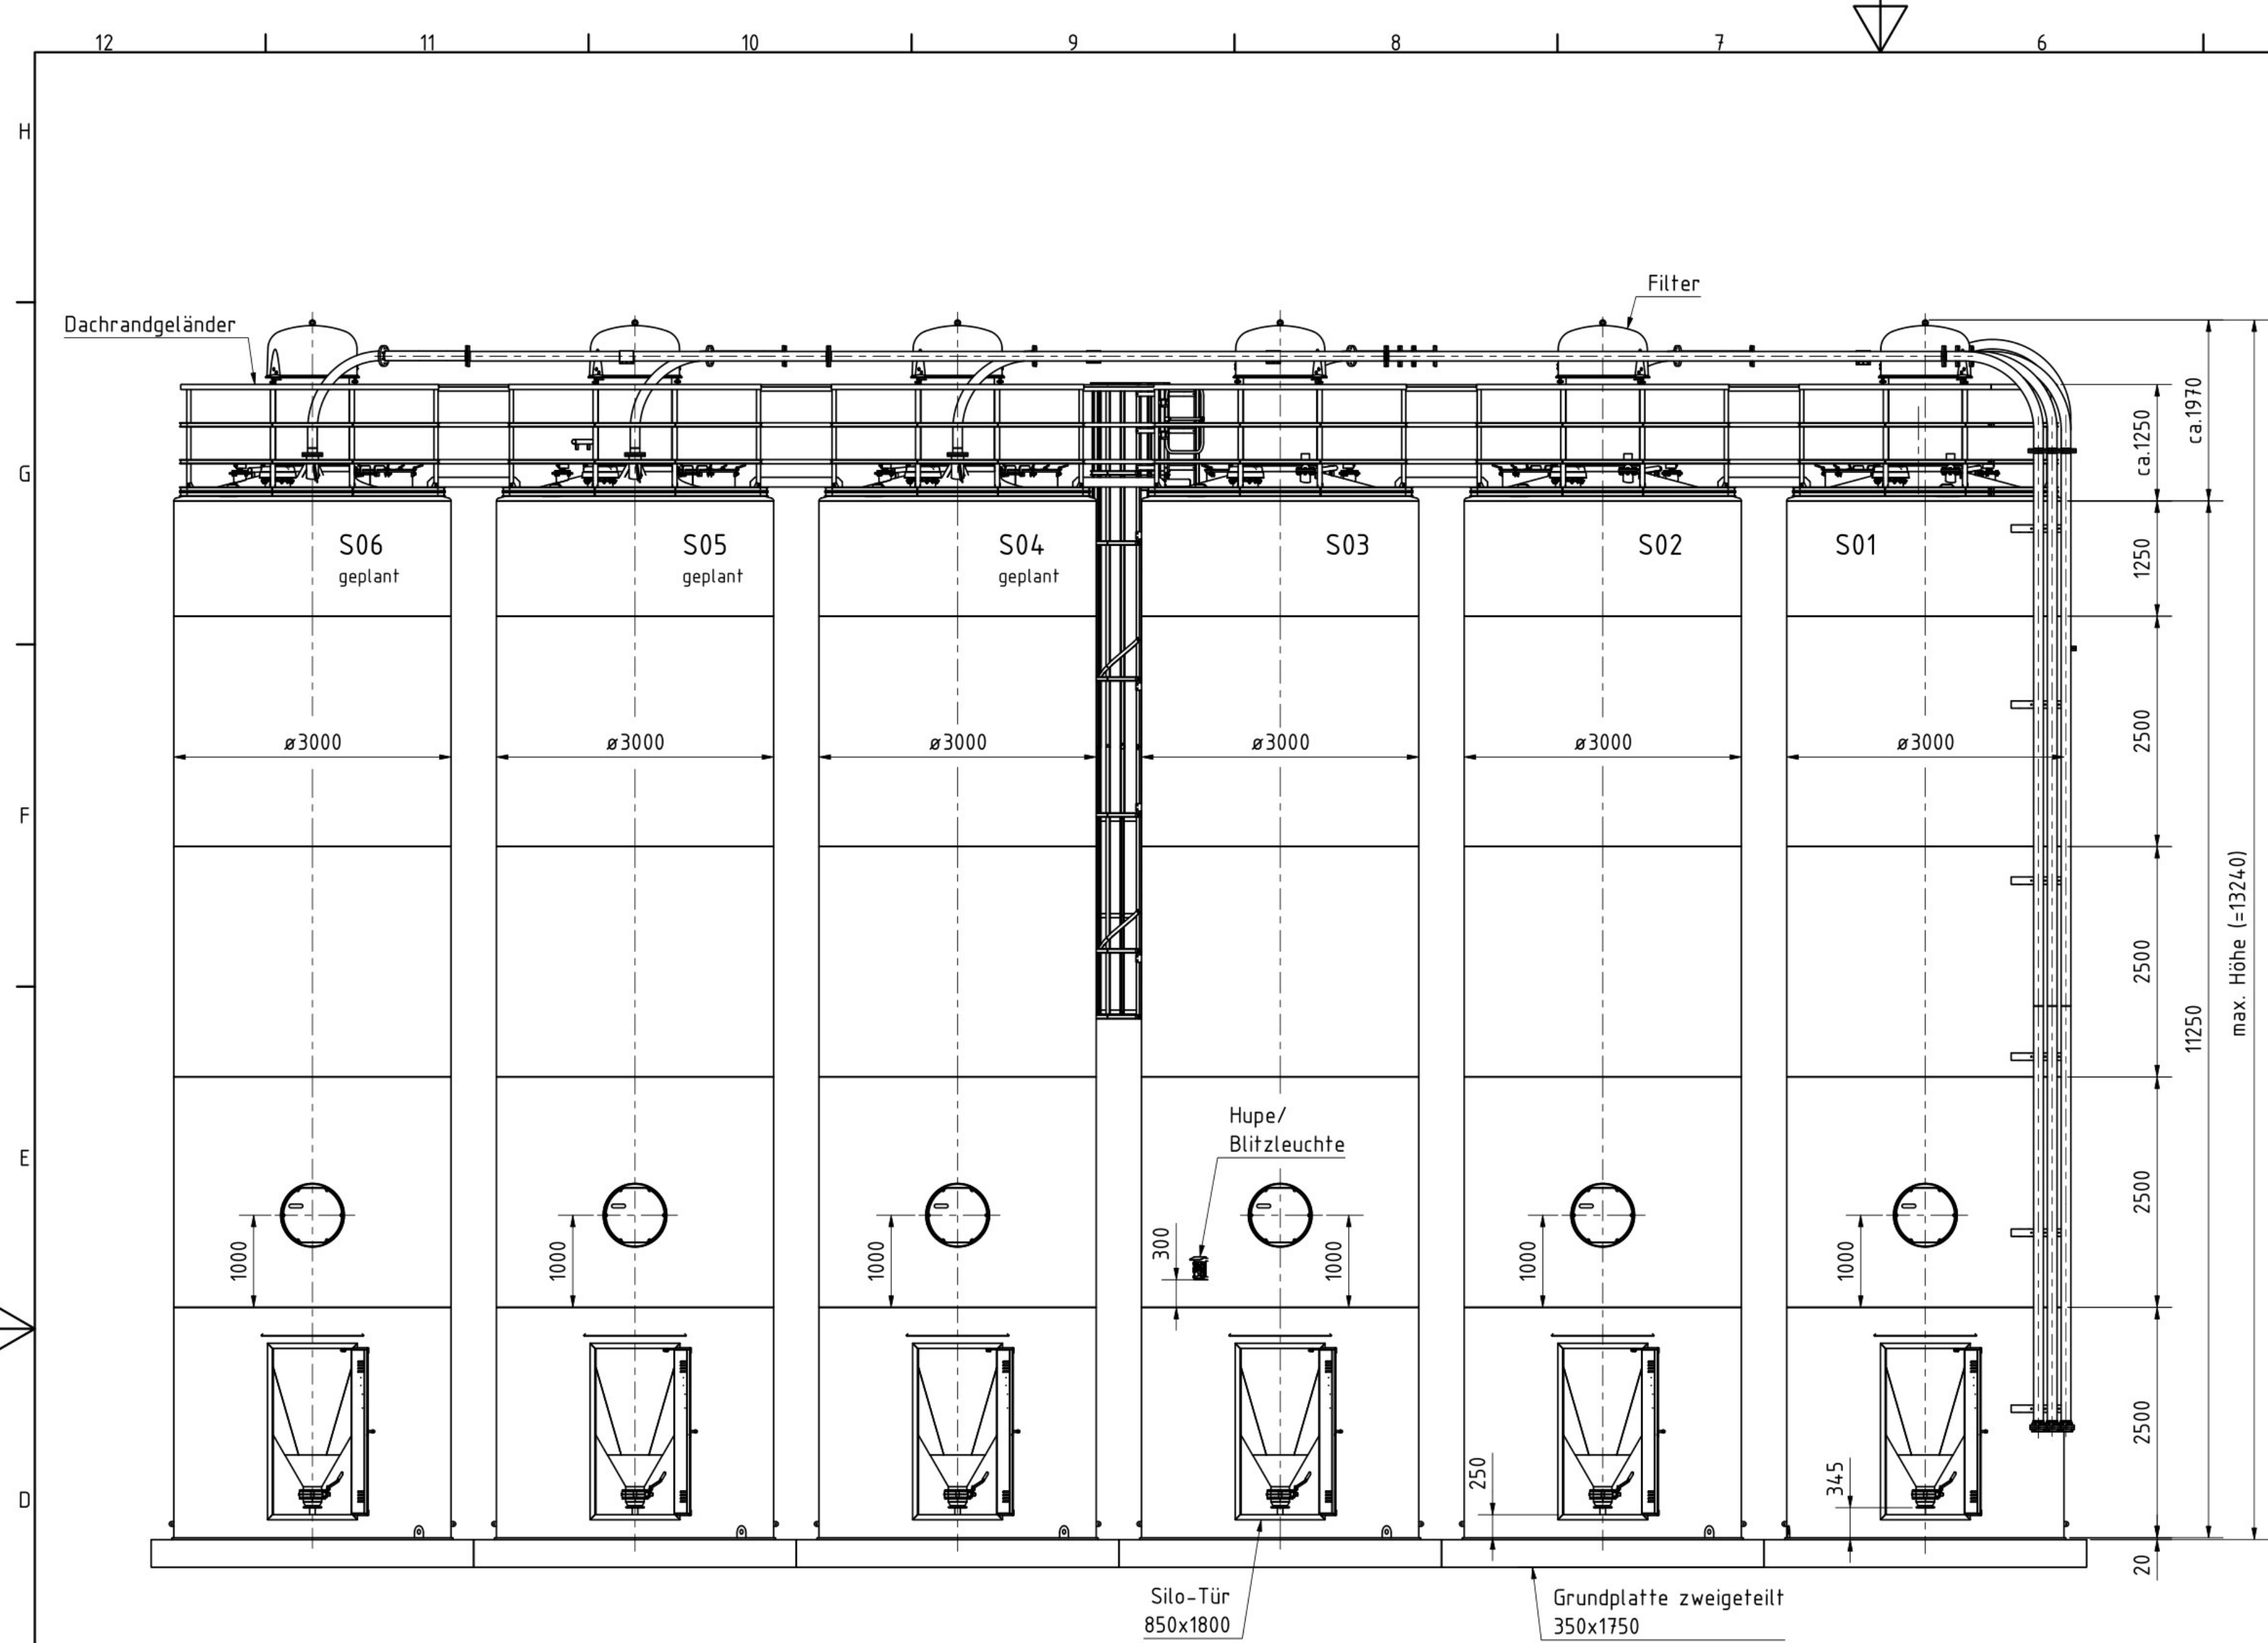 12
11
10
9
8
7
6
H
G
F
E
D
Filter
Dachrandgeländer
S06
geplant
S05
geplant
S04
geplant
S03
S02
S01
ø3000
ø3000
ø3000
ø3000
ø3000
ø3000
ca.1250
ca.1970
1250
2500
2500
2500
2500
20
11250
max. Höhe (=13240)
Hupe/
Blitzleuchte
300
1000
1000
1000
1000
1000
1000
250
345
Silo-Tür
850x1800
Grundplatte zweigeteilt
350x1750